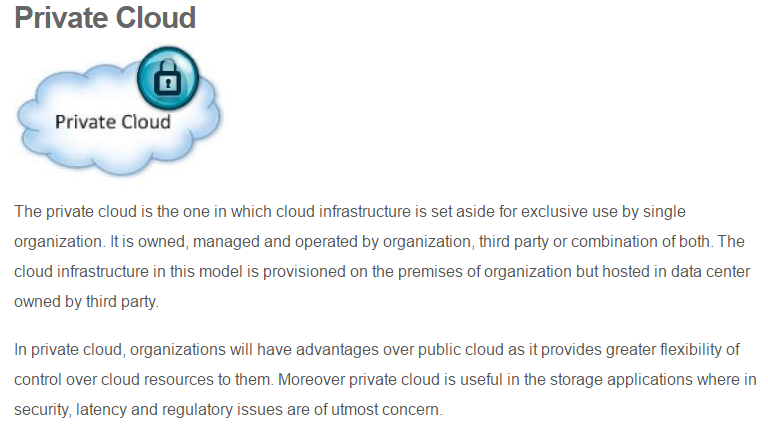 Private Cloud
Private Cloud
The private cloud is the one in which cloud infrastructure is set aside for exclusive use by single
organization. It is owned, managed and operated by organization, third party or combination of both. The
cloud infrastructure in this model is provisioned on the premises of organization but hosted in data center
owned by third party.
In private cloud, organizations will have advantages over public cloud as it provides greater flexibility of
control over cloud resources to them. Moreover private cloud is useful in the storage applications where in
security, latency and regulatory issues are of utmost concern.